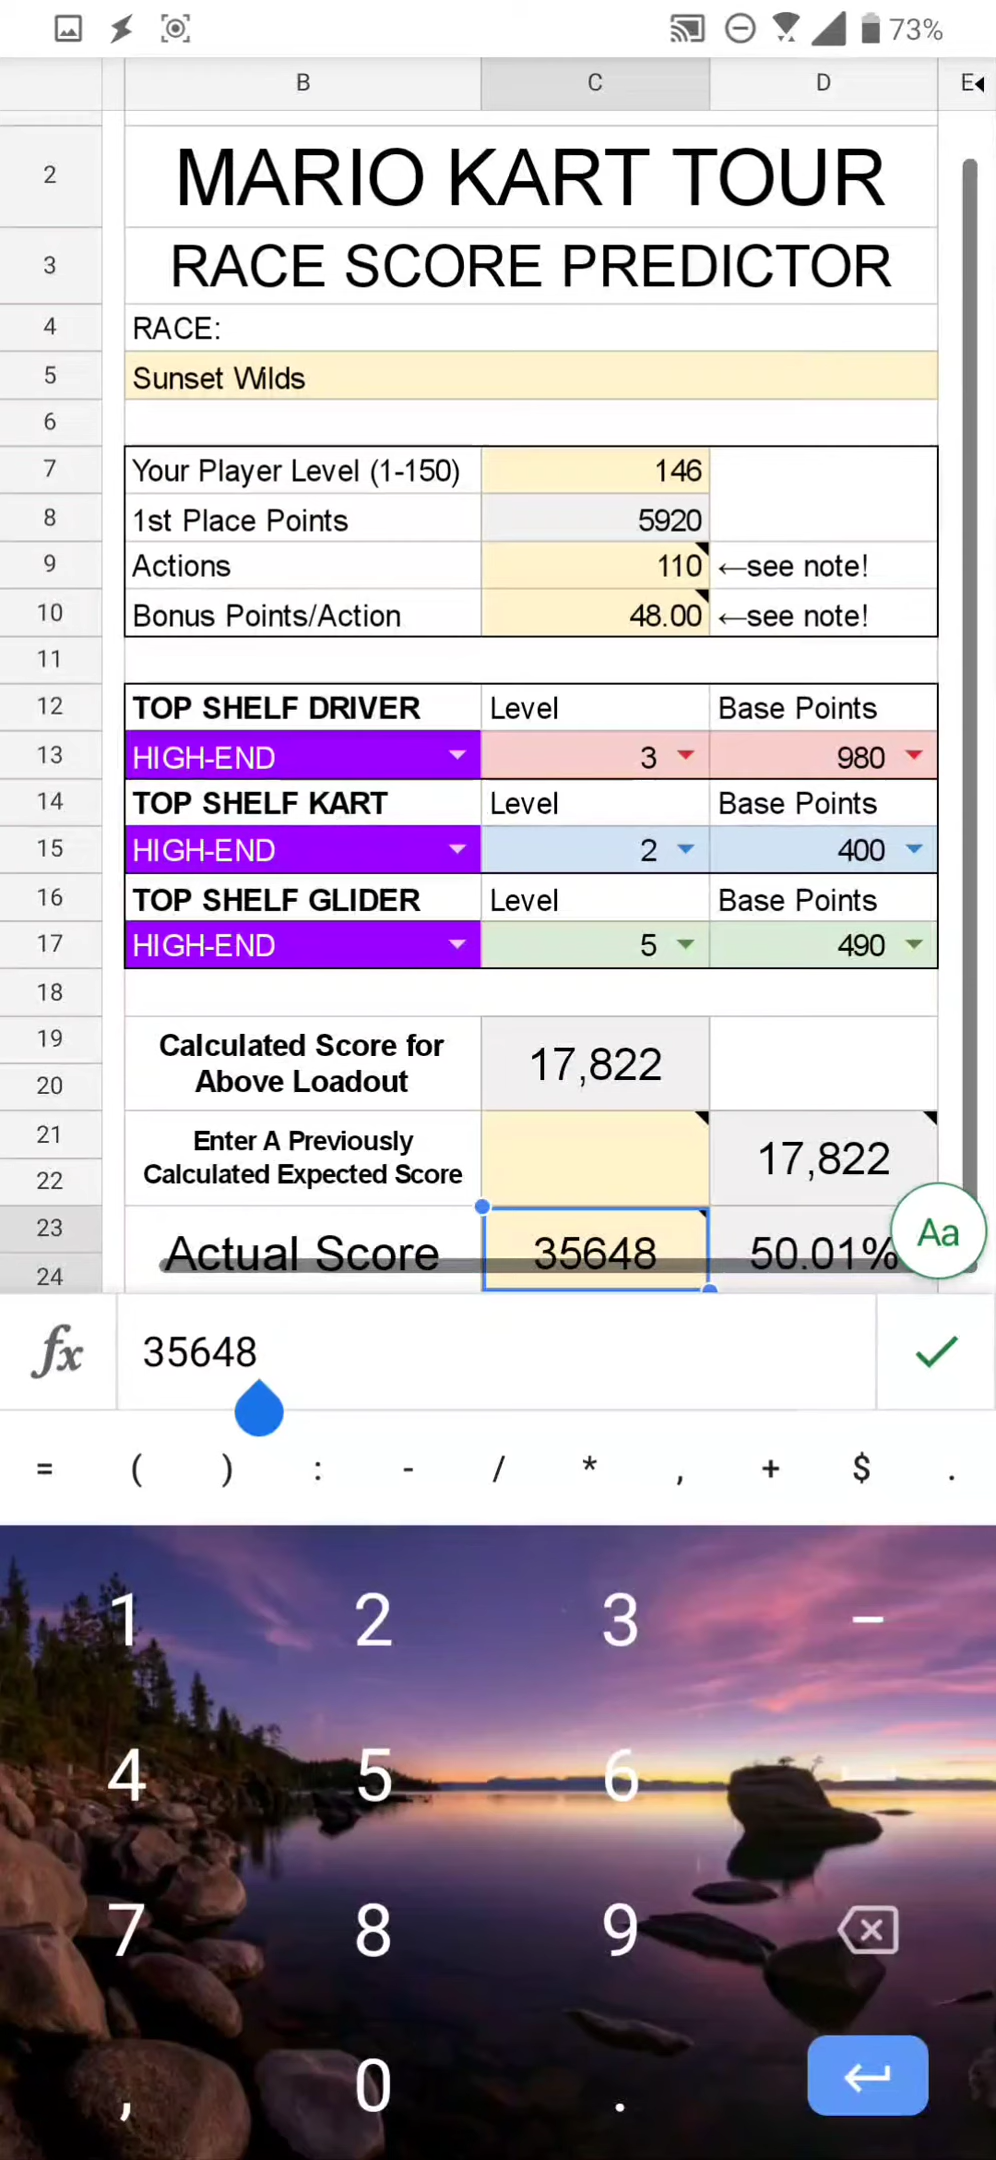 73%
B C D E
2 MARIO KART TOUR
3 RACE SCORE PREDICTOR
4 RACE:
5 Sunset Wilds
6
7 Your Player Level (1-150) 146
8 1st Place Points 5920
9 Actions 110 ←see note!
10 Bonus Points/Action 48.00 ←see note!
11
12 TOP SHELF DRIVER Level Base Points
13 HIGH-END 3 980
14 TOP SHELF KART Level Base Points
15 HIGH-END 2 400
16 TOP SHELF GLIDER Level Base Points
17 HIGH-END 5 490
18
19 Calculated Score for
20 Above Loadout 17,822
21 Enter A Previously
22 Calculated Expected Score 17,822
23 Actual Score 35648 50.01%
24
Aa
fx 35648
= ( ) : - / * , + $ .
1 2 3 –
4 5 6
7 8 9
, 0 .